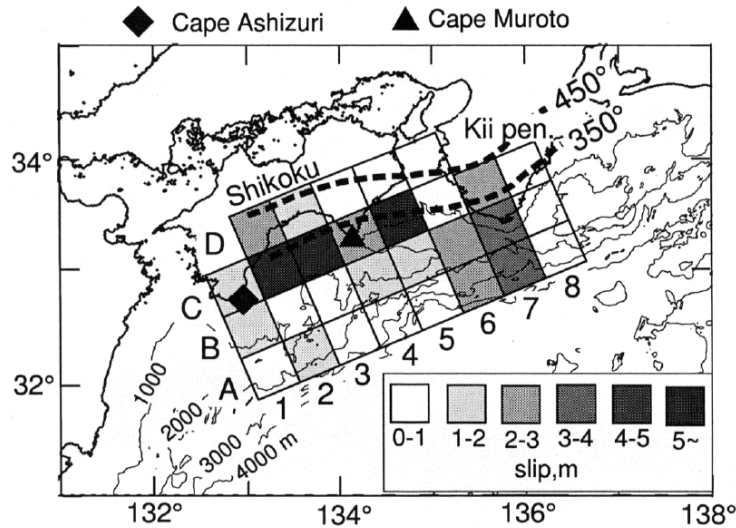 Cape Ashizuri
Cape Muroto
450°
350°
Kii pen.
34°
Shikoku
D
C
B
A
1
2
3
4
5
6
7
8
32°
1000
2000
3000
4000 m
0-1 1-2 2-3 3-4 4-5 5~
slip,m
132° 134° 136° 138°